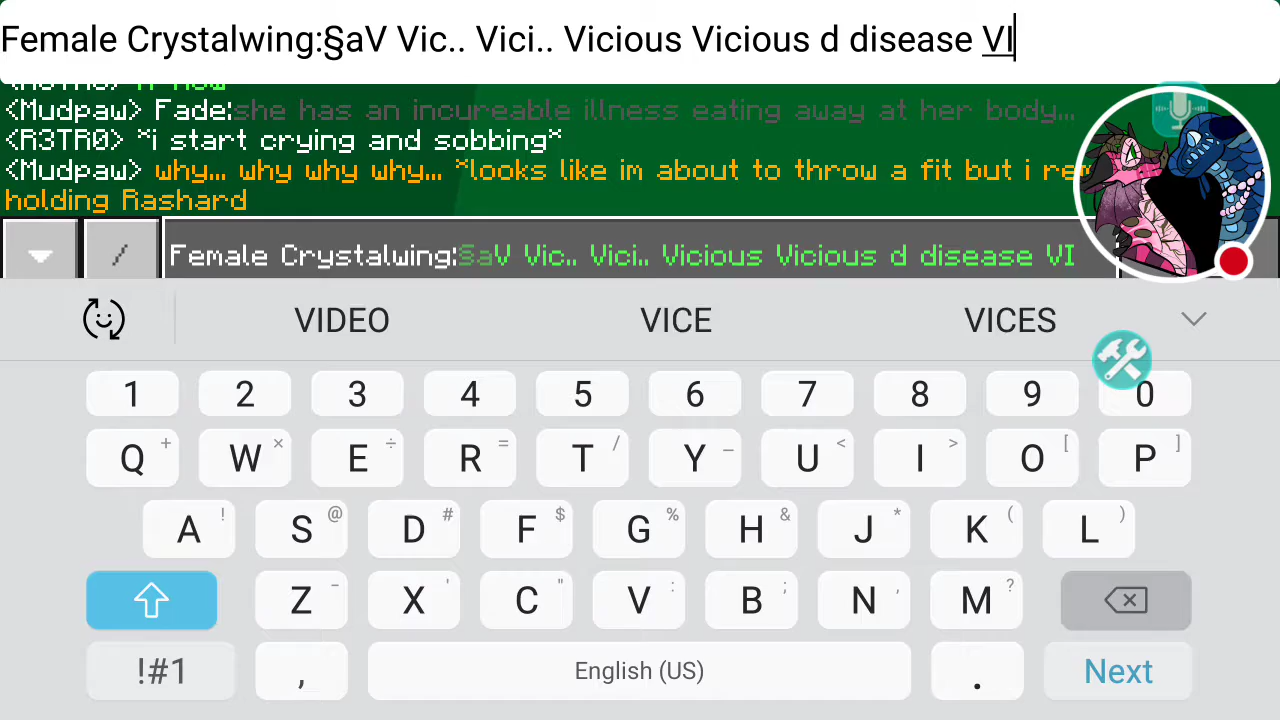 Female Crystalwing:§aV Vic.. Vici.. Vicious Vicious d disease VI
<Mudpaw> Fade:she has an incureable illness eating away at her body...
<R3TR0> *i start crying and sobbing*
<Mudpaw> why... why why why... *looks like im about to throw a fit but i
holding Rashard
/ Female Crystalwing:§aV Vic.. Vici.. Vicious Vicious d disease VI
VIDEO VICE VICES
1 2 3 4 5 6 7 8 9 0
Q + W × E ÷ R = T / Y _ U < I > O [ P ]
A ! S @ D # F $ G % H & J * K ( L )
Z - X ' C " V : B ; N , M ?
!#1 , English (US) . Next